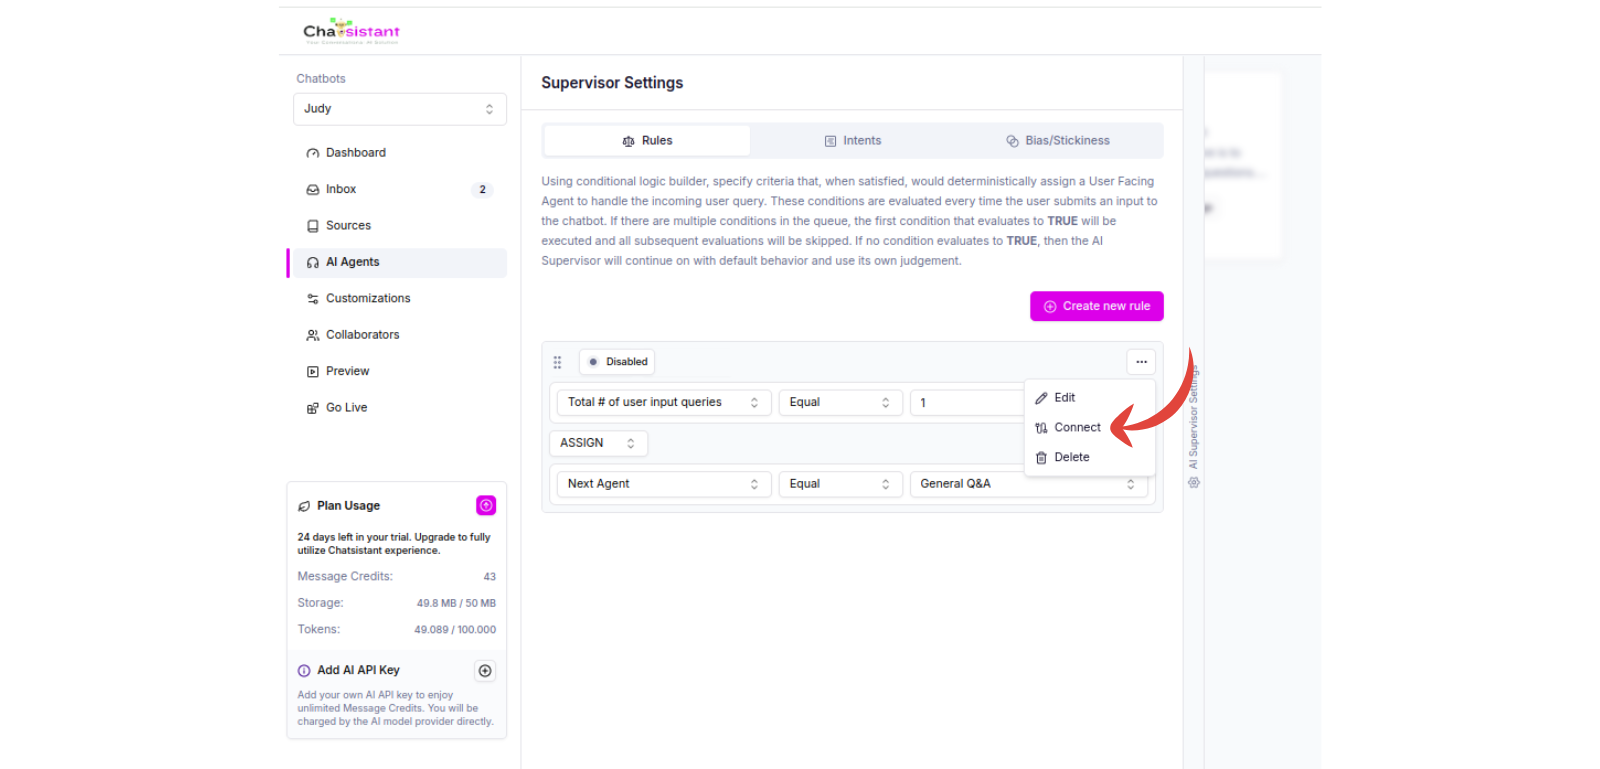 Chatsistant
Your Conversational AI Solution
Chatbots
Judy
Dashboard
Inbox 2
Sources
AI Agents
Customizations
Collaborators
Preview
Go Live
Plan Usage
24 days left in your trial. Upgrade to fully
utilize Chatsistant experience.
Message Credits: 43
Storage: 49.8 MB / 50 MB
Tokens: 49.089 / 100.000
Add AI API Key
Add your own AI API key to enjoy
unlimited Message Credits. You will be
charged by the AI model provider directly.
Supervisor Settings
Rules Intents Bias/Stickiness
Using conditional logic builder, specify criteria that, when satisfied, would deterministically assign a User Facing
Agent to handle the incoming user query. These conditions are evaluated every time the user submits an input to
the chatbot. If there are multiple conditions in the queue, the first condition that evaluates to TRUE will be
executed and all subsequent evaluations will be skipped. If no condition evaluates to TRUE, then the AI
Supervisor will continue on with default behavior and use its own judgement.
Create new rule
Disabled
Total # of user input queries Equal 1
ASSIGN
Next Agent Equal General Q&A
Edit
Connect
Delete
AI Supervisor Settings